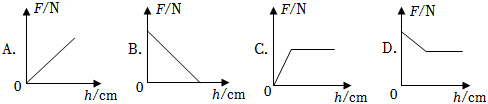 F/N F/N F/N F/N
A. B. C. D.
0 h/cm 0 h/cm 0 h/cm 0 h/cm